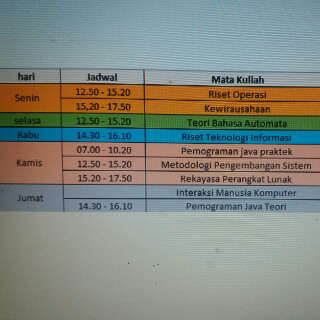 hari Jadwal Mata Kuliah
Senin 12.50 - 15.20 Riset Operasi
15,20 - 17.50 Kewirausahaan
selasa 12.50 - 15.20 Teori Bahasa Automata
Rabu 14.30 - 16.10 Riset Teknologi Informasi
Kamis 07.00 - 10.20 Pemograman java praktek
12.50 - 15.20 Metodologi Pengembangan Sistem
15.20 - 17.50 Rekayasa Perangkat Lunak
Jumat Interaksi Manusia Komputer
14.30 - 16.10 Pemograman Java Teori